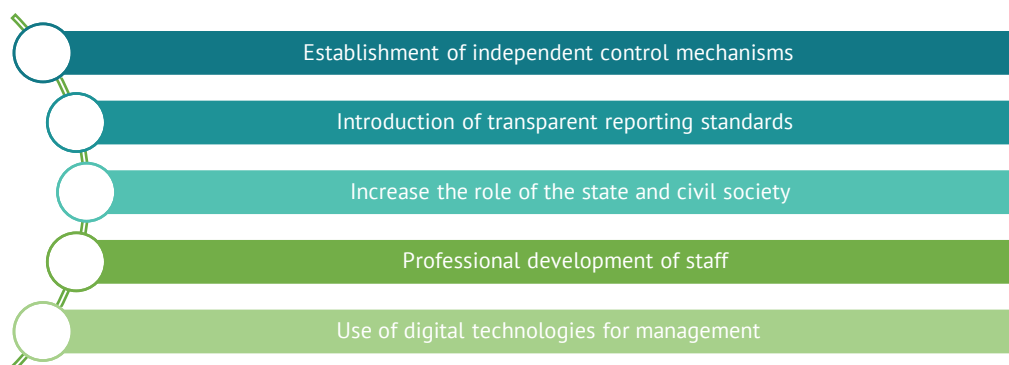 Establishment of independent control mechanisms
Introduction of transparent reporting standards
Increase the role of the state and civil society
Professional development of staff
Use of digital technologies for management